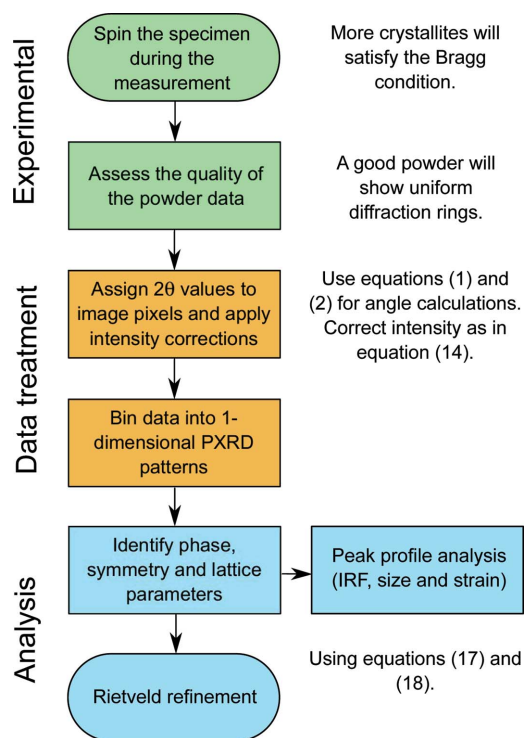 Experimental
Spin the specimen
during the
measurement
More crystallites will
satisfy the Bragg
condition.
Assess the quality of
the powder data
A good powder will
show uniform
diffraction rings.
Data treatment
Assign 2θ values to
image pixels and apply
intensity corrections
Use equations (1) and
(2) for angle calculations.
Correct intensity as in
equation (14).
Bin data into 1-
dimensional PXRD
patterns
Analysis
Identify phase,
symmetry and lattice
parameters
Peak profile analysis
(IRF, size and strain)
Using equations (17) and
(18).
Rietveld refinement